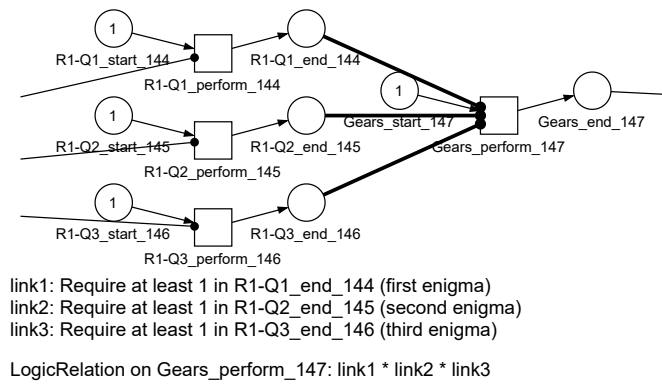 1
R1-Q1_start_144
R1-Q1_perform_144
R1-Q1_end_144
1
R1-Q2_start_145
R1-Q2_perform_145
R1-Q2_end_145
1
R1-Q3_start_146
R1-Q3_perform_146
R1-Q3_end_146
1
Gears_start_147
Gears_perform_147
Gears_end_147
link1: Require at least 1 in R1-Q1_end_144 (first enigma)
link2: Require at least 1 in R1-Q2_end_145 (second enigma)
link3: Require at least 1 in R1-Q3_end_146 (third enigma)
LogicRelation on Gears_perform_147: link1 * link2 * link3